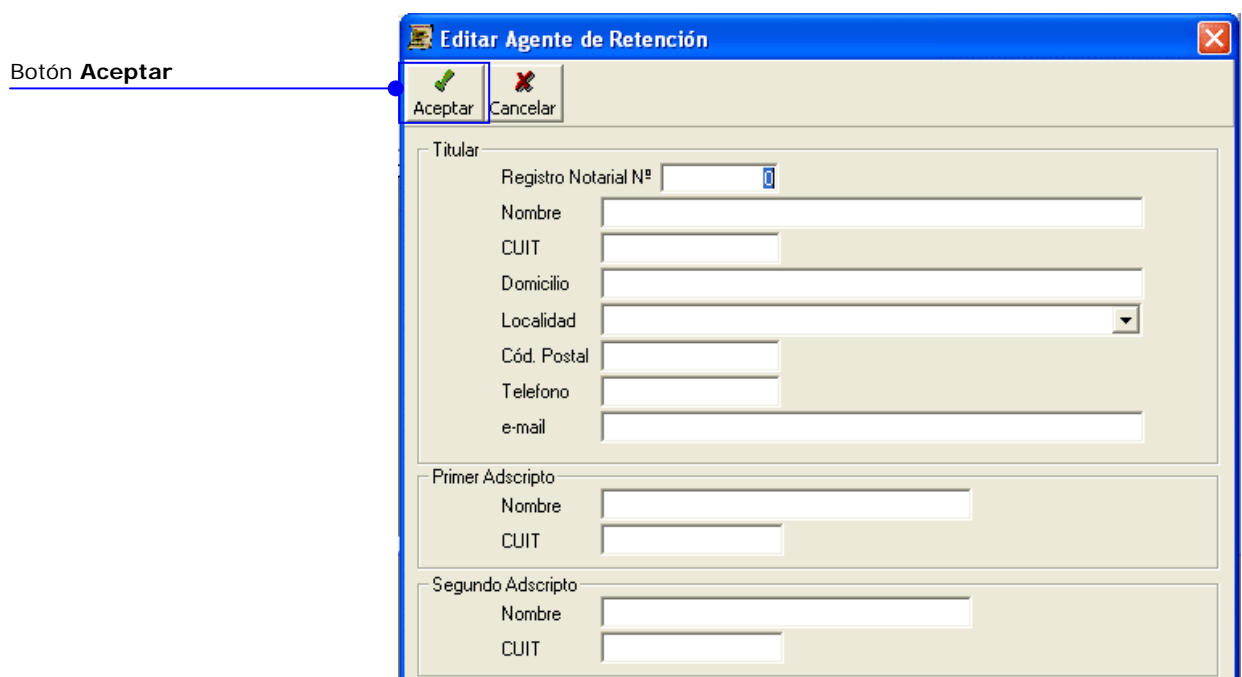 Editar Agente de Retención
Botón Aceptar
Aceptar Cancelar
Titular
Registro Notarial Nº 0
Nombre
CUIT
Domicilio
Localidad
Cód. Postal
Telefono
e-mail
Primer Adscripto
Nombre
CUIT
Segundo Adscripto
Nombre
CUIT